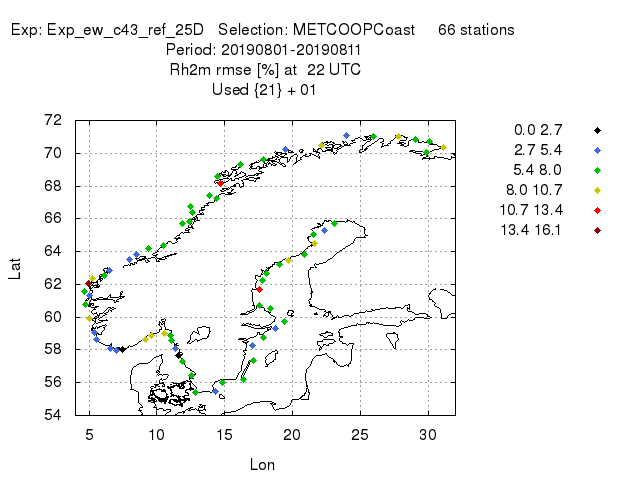 Exp: Exp_ew_c43_ref_25D Selection: METCOOPCoast 66 stations
Period: 20190801-20190811
Rh2m rmse [%] at 22 UTC
Used {21} + 01
72
70
68
66
64
62
60
58
56
54
Lat
5 10 15 20 25 30
Lon
0.0 2.7
2.7 5.4
5.4 8.0
8.0 10.7
10.7 13.4
13.4 16.1